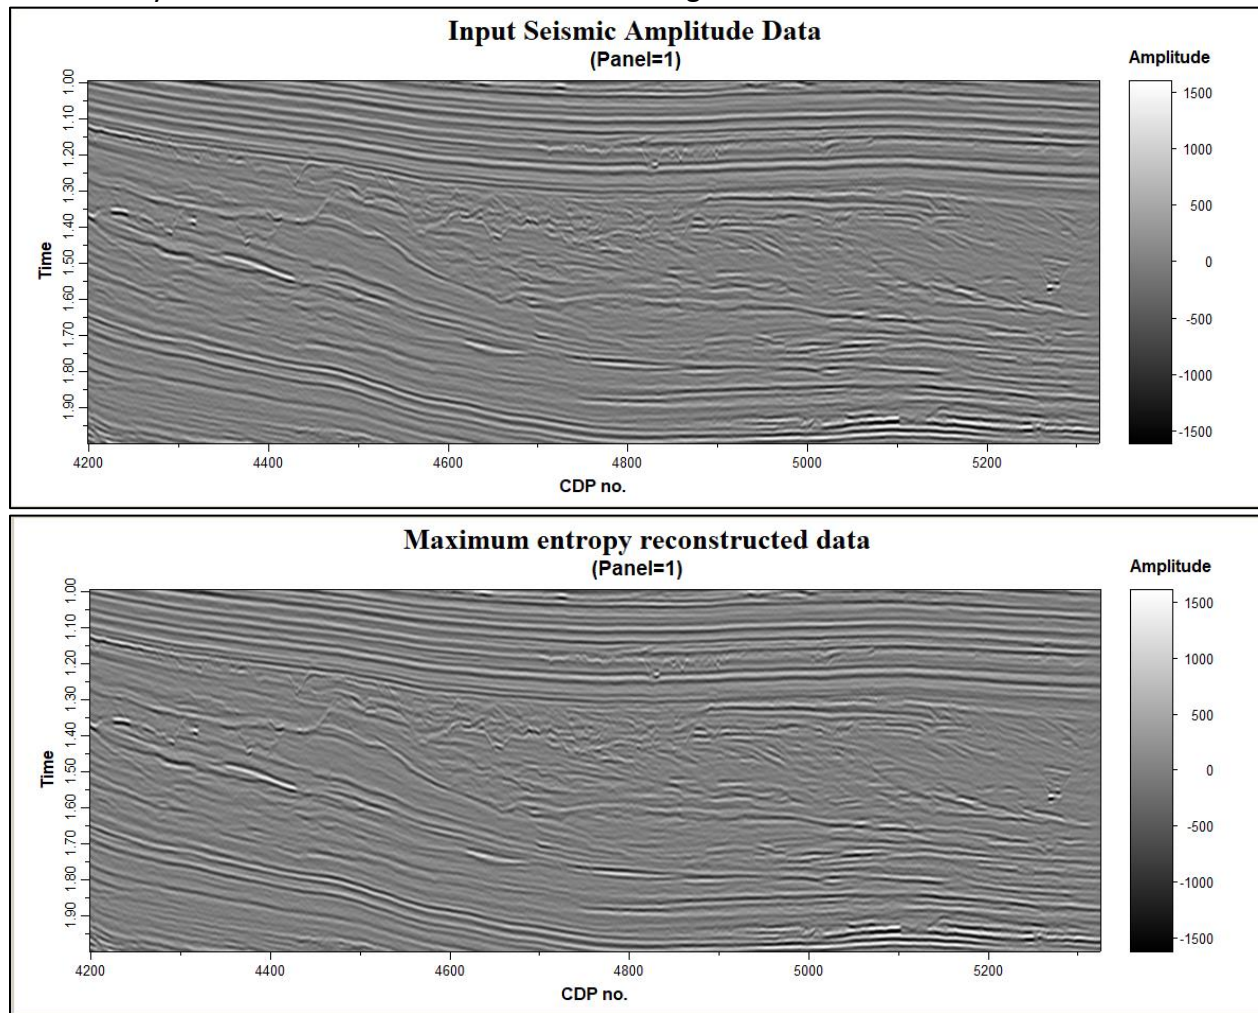 Input Seismic Amplitude Data
(Panel=1)
Amplitude
1.00
1.10
1.20
1.30
1.40
1.50
1.60
1.70
1.80
1.90
Time
1500
1000
500
0
-500
-1000
-1500
4200 4400 4600 4800 5000 5200
CDP no.
Maximum entropy reconstructed data
(Panel=1)
Amplitude
1.00
1.10
1.20
1.30
1.40
1.50
1.60
1.70
1.80
1.90
Time
1500
1000
500
0
-500
-1000
-1500
4200 4400 4600 4800 5000 5200
CDP no.